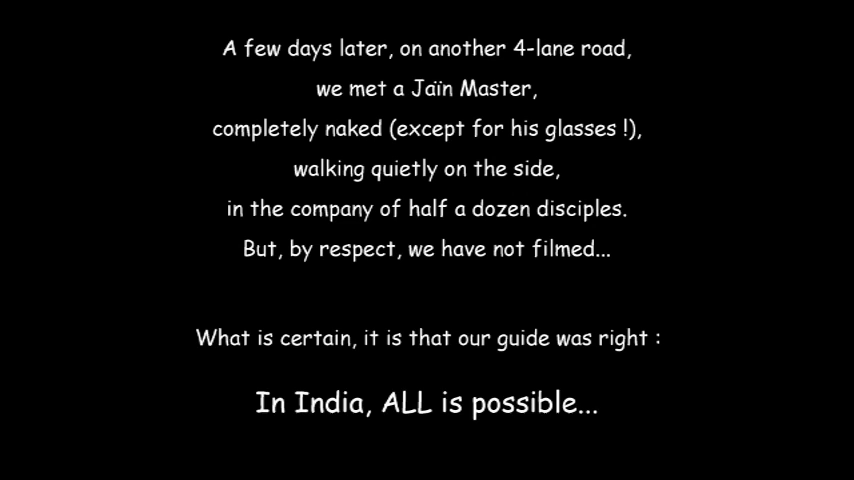 A few days later, on another 4-lane road,
we met a Jaïn Master,
completely naked (except for his glasses !),
walking quietly on the side,
in the company of half a dozen disciples.
But, by respect, we have not filmed...
What is certain, it is that our guide was right :
In India, ALL is possible...